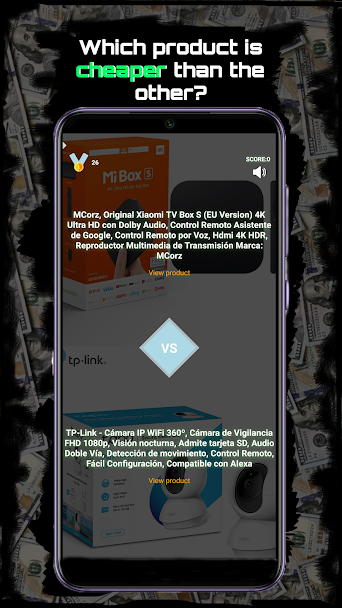 Which product is
cheaper than the
other?
26
SCORE:0
Mi Box S
MCorz, Original Xiaomi TV Box S (EU Version) 4K
Ultra HD con Dolby Audio, Control Remoto Asistente
de Google, Control Remoto por Voz, Hdmi 4K HDR,
Reproductor Multimedia de Transmisión Marca:
MCorz
View product
VS
tp-link
TP-Link - Cámara IP WiFi 360º, Cámara de Vigilancia
FHD 1080p, Visión nocturna, Admite tarjeta SD, Audio
Doble Vía, Detección de movimiento, Control Remoto,
Fácil Configuración, Compatible con Alexa
View product